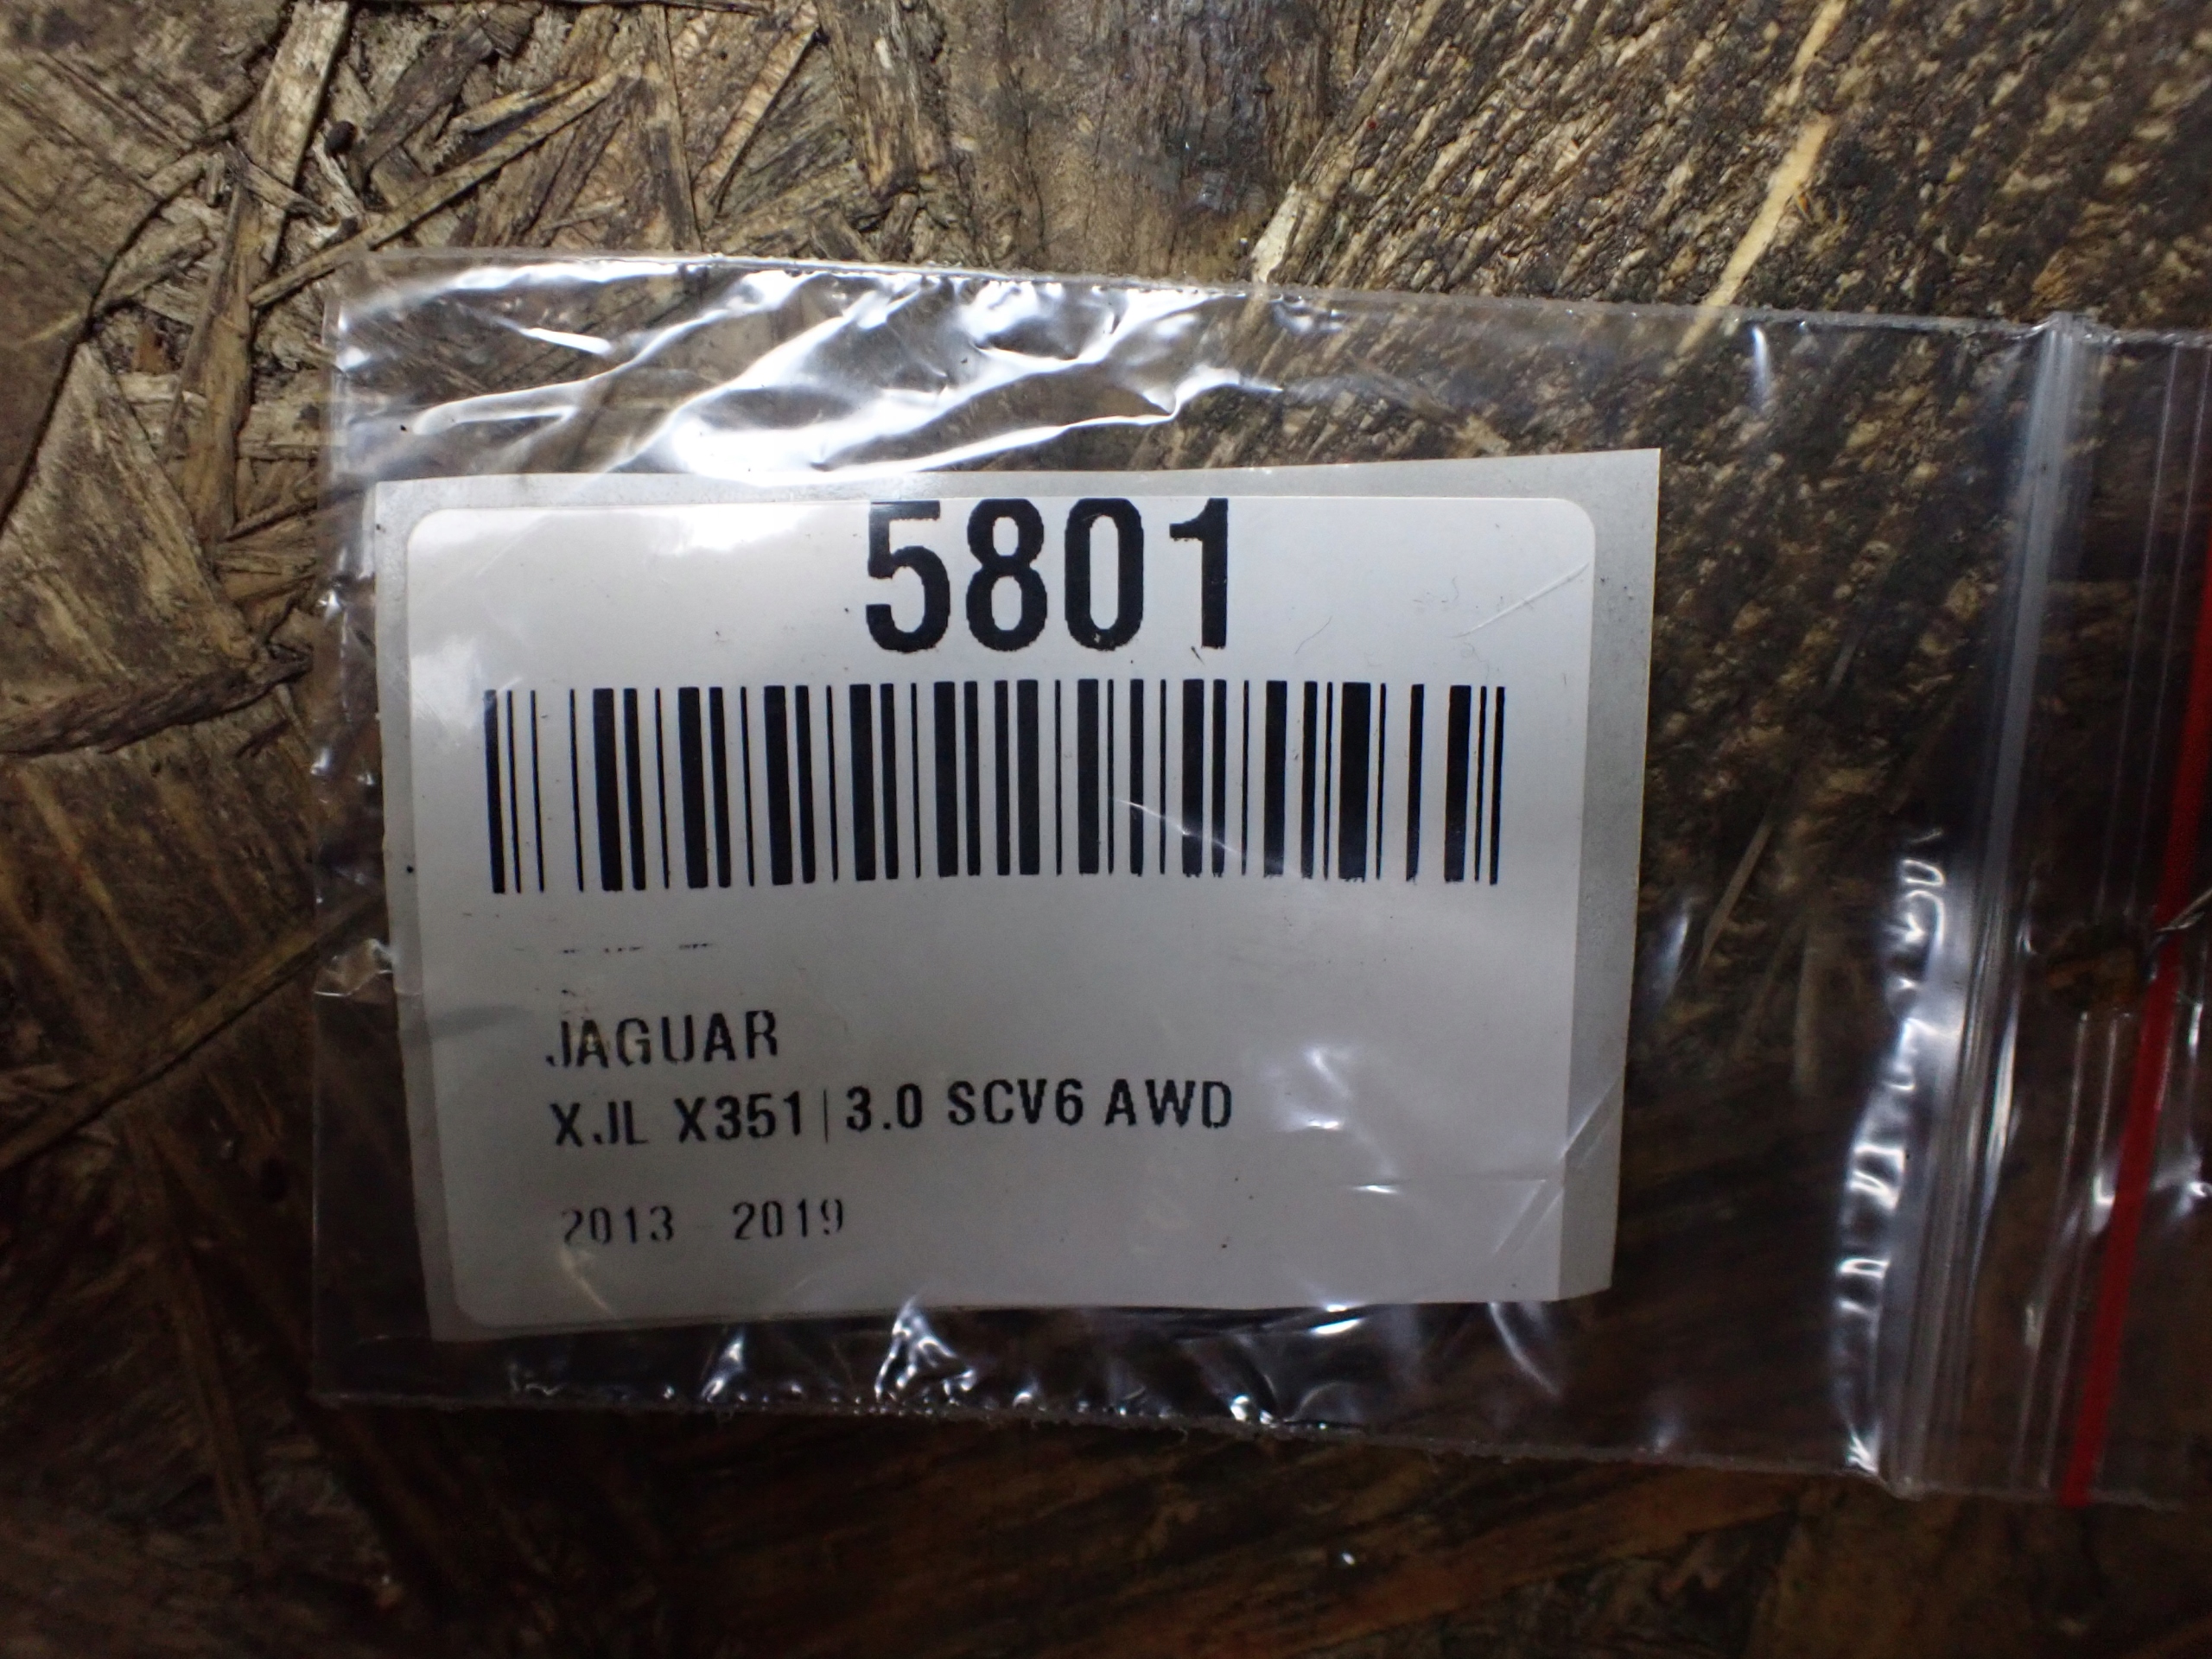 5801
JAGUAR
XJL X351 | 3.0 SCV6 AWD
2013 - 2019